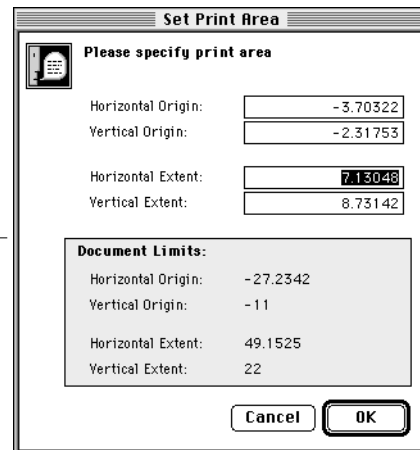 Set Print Area
Please specify print area
Horizontal Origin: -3.70322
Vertical Origin: -2.31753
Horizontal Extent: 7.13048
Vertical Extent: 8.73142
Document Limits:
Horizontal Origin: -27.2342
Vertical Origin: -11
Horizontal Extent: 49.1525
Vertical Extent: 22
Cancel OK